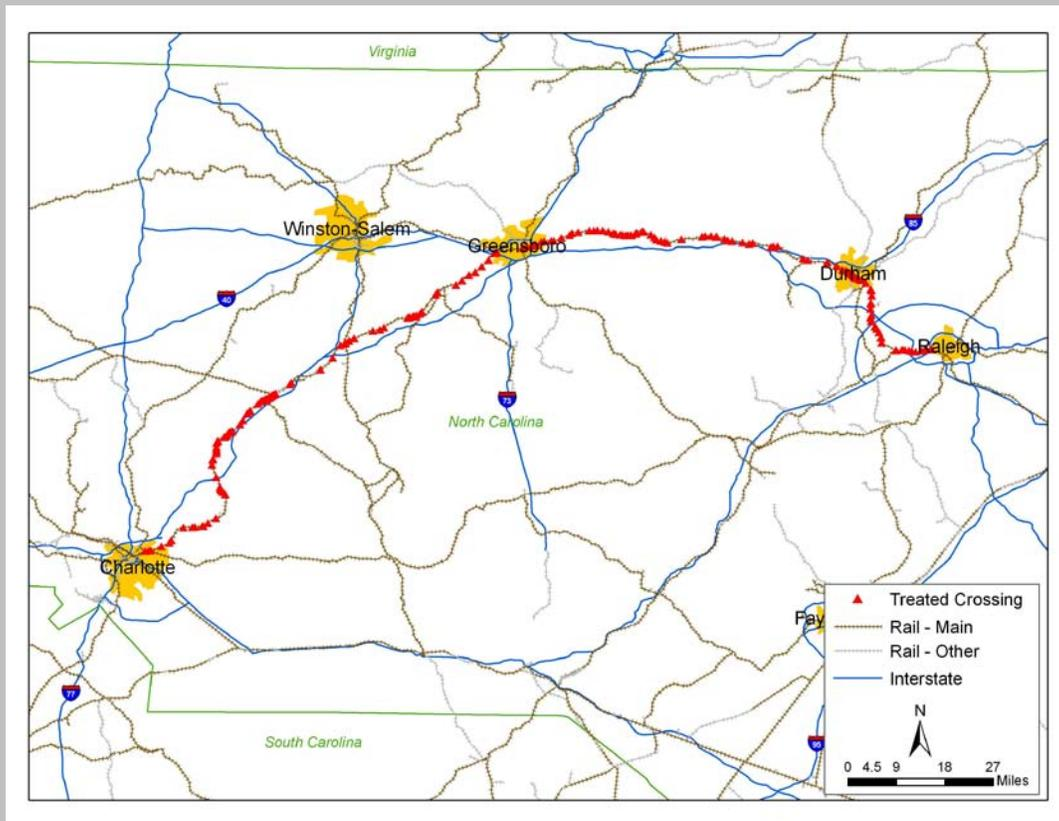 Virginia
Winston-Salem
Greensboro
85
Durham
40
Raleigh
73
North Carolina
Charlotte
Fay
77
South Carolina
95
Treated Crossing
Rail - Main
Rail - Other
Interstate
N
0 4.5 9 18 27
Miles